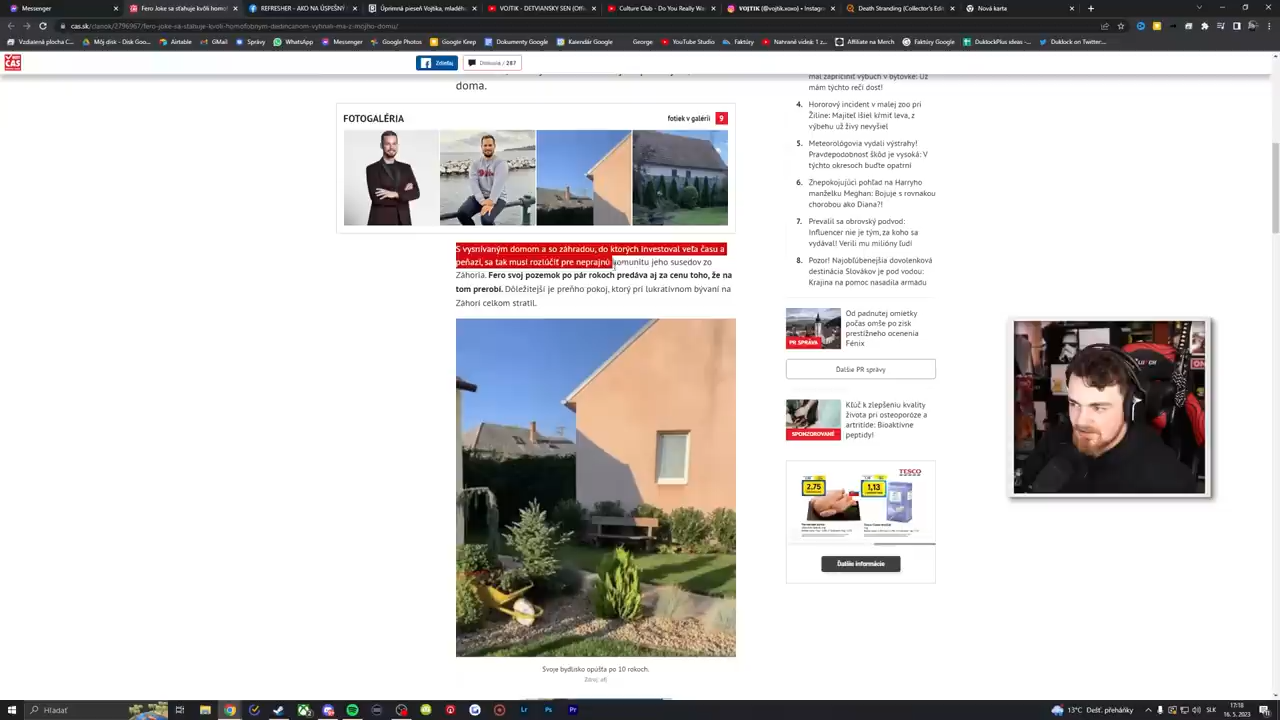 Messenger
Fero Joke sa sťahuje kvôli homofob
REFRESHER - AKO NA ÚSPEŠNÝ
Úprimná pieseň Vojtika, mladého
VOJTIK - DETVIANSKY SEN (Offi
Culture Club - Do You Really Wa
VOJTIK (@vojtik.xoxo) • Instagra
Death Stranding (Collector's Edi
Nová karta
cas.sk/clanok/2796967/fero-joke-sa-stahuje-kvoli-homofobnym-dedincanom-vyhnali-ma-z-mojho-domu/
Vzdialená plocha C...
Môj disk - Disk Goo...
Airtable
GMail
Správy
WhatsApp
Messenger
Google Photos
Google Keep
Dokumenty Google
Kalendár Google
George
YouTube Studio
Faktúry
Nahrané videá: 1 z...
Affiliate na Merch
Faktúry Google
DuklockPlus ideas -...
Duklock on Twitter...
ČAS
Zdieľaj
Diskusia / 287
doma.
FOTOGALÉRIA
fotiek v galérii 9
S vysnívaným domom a so záhradou, do ktorých investoval veľa času a
peňazí, sa tak musí rozlúčiť pre neprajnú komunitu jeho susedov zo
Záhoria. Fero svoj pozemok po pár rokoch predáva aj za cenu toho, že na
tom prerobí. Dôležitejší je preňho pokoj, ktorý pri lukratívnom bývaní na
Záhorí celkom stratil.
Svoje bydlisko opúšťa po 10 rokoch.
Zdroj: afj
mal zapríčiniť výbuch v bytovke: Už
mám týchto rečí dosť!
4. Hororový incident v malej zoo pri
Žiline: Majiteľ išiel kŕmiť leva, z
výbehu už živý nevyšiel
5. Meteorológovia vydali výstrahy!
Pravdepodobnosť škôd je vysoká: V
týchto okresoch buďte opatrní
6. Znepokojujúci pohľad na Harryho
manželku Meghan: Bojuje s rovnakou
chorobou ako Diana?!
7. Prevalil sa obrovský podvod:
Influencer nie je tým, za koho sa
vydával! Verili mu milióny ľudí
8. Pozor! Najobľúbenejšia dovolenková
destinácia Slovákov je pod vodou:
Krajina na pomoc nasadila armádu
Od padnutej omietky
počas omše po zisk
prestížneho ocenenia
Fénix
PR SPRÁVA
Ďalšie PR správy
Kľúč k zlepšeniu kvality
života pri osteoporóze a
artritíde: Bioaktívne
peptidy!
SPONZOROVANÉ
TESCO
2,75
1,13
Ďalšie informácie
Hľadať
13°C Dešť. přeháňky
SLK
17:18
16. 5. 2023